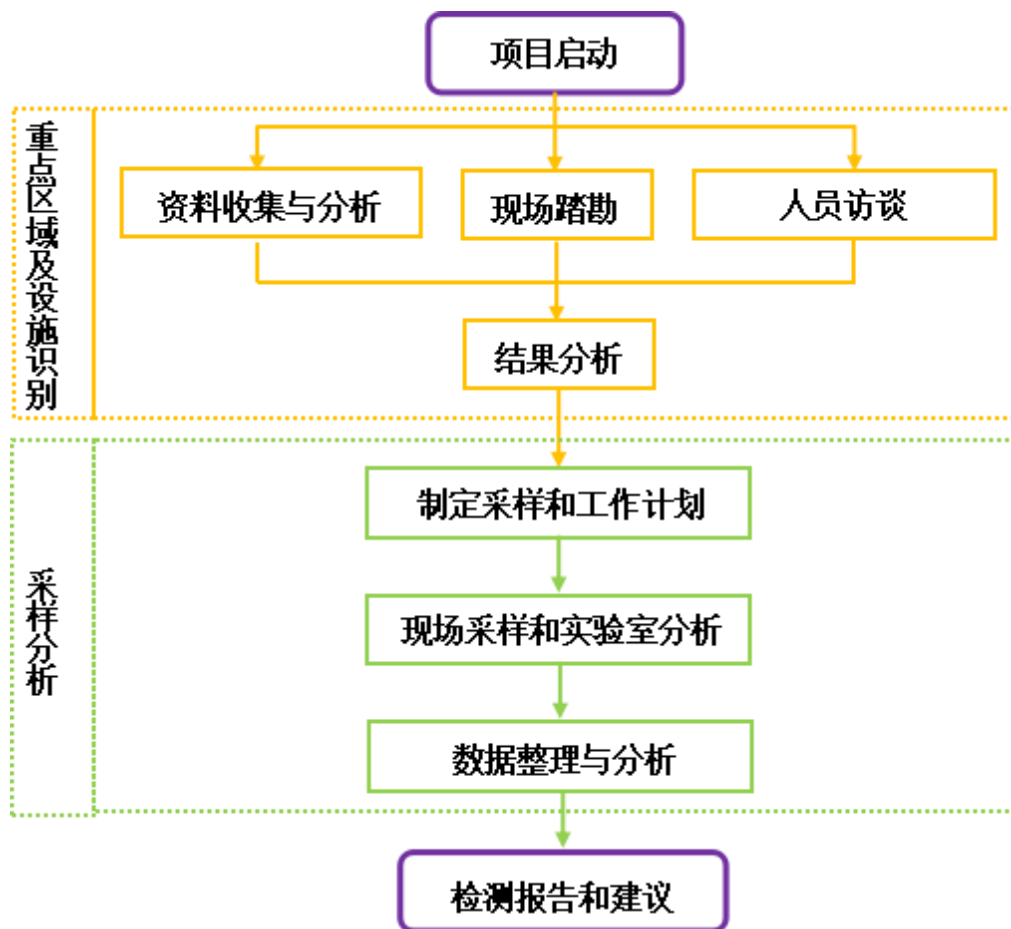 项目启动
重点区域及设施识别
资料收集与分析
现场踏勘
人员访谈
结果分析
采样分析
制定采样和工作计划
现场采样和实验室分析
数据整理与分析
检测报告和建议